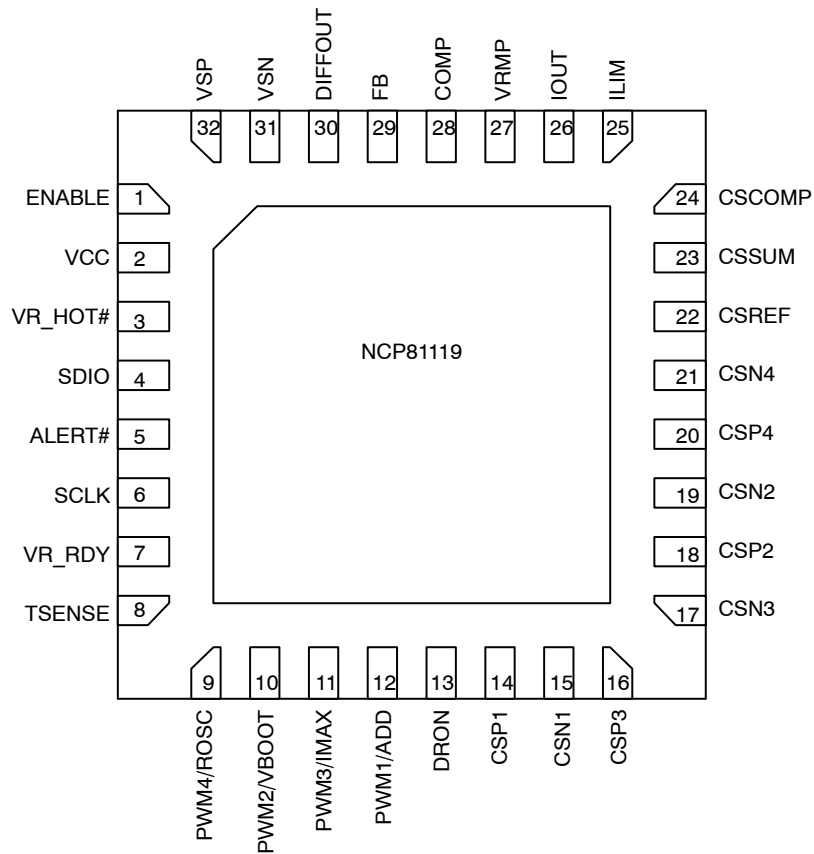 VSP
VSN
DIFFOUT
FB
COMP
VRMP
IOUT
ILIM
32
31
30
29
28
27
26
25
ENABLE 1
VCC 2
VR_HOT# 3
SDIO 4
ALERT# 5
SCLK 6
VR_RDY 7
TSENSE 8
NCP81119
24 CSCOMP
23 CSSUM
22 CSREF
21 CSN4
20 CSP4
19 CSN2
18 CSP2
17 CSN3
9
10
11
12
13
14
15
16
PWM4/ROSC
PWM2/VBOOT
PWM3/IMAX
PWM1/ADD
DRON
CSP1
CSN1
CSP3